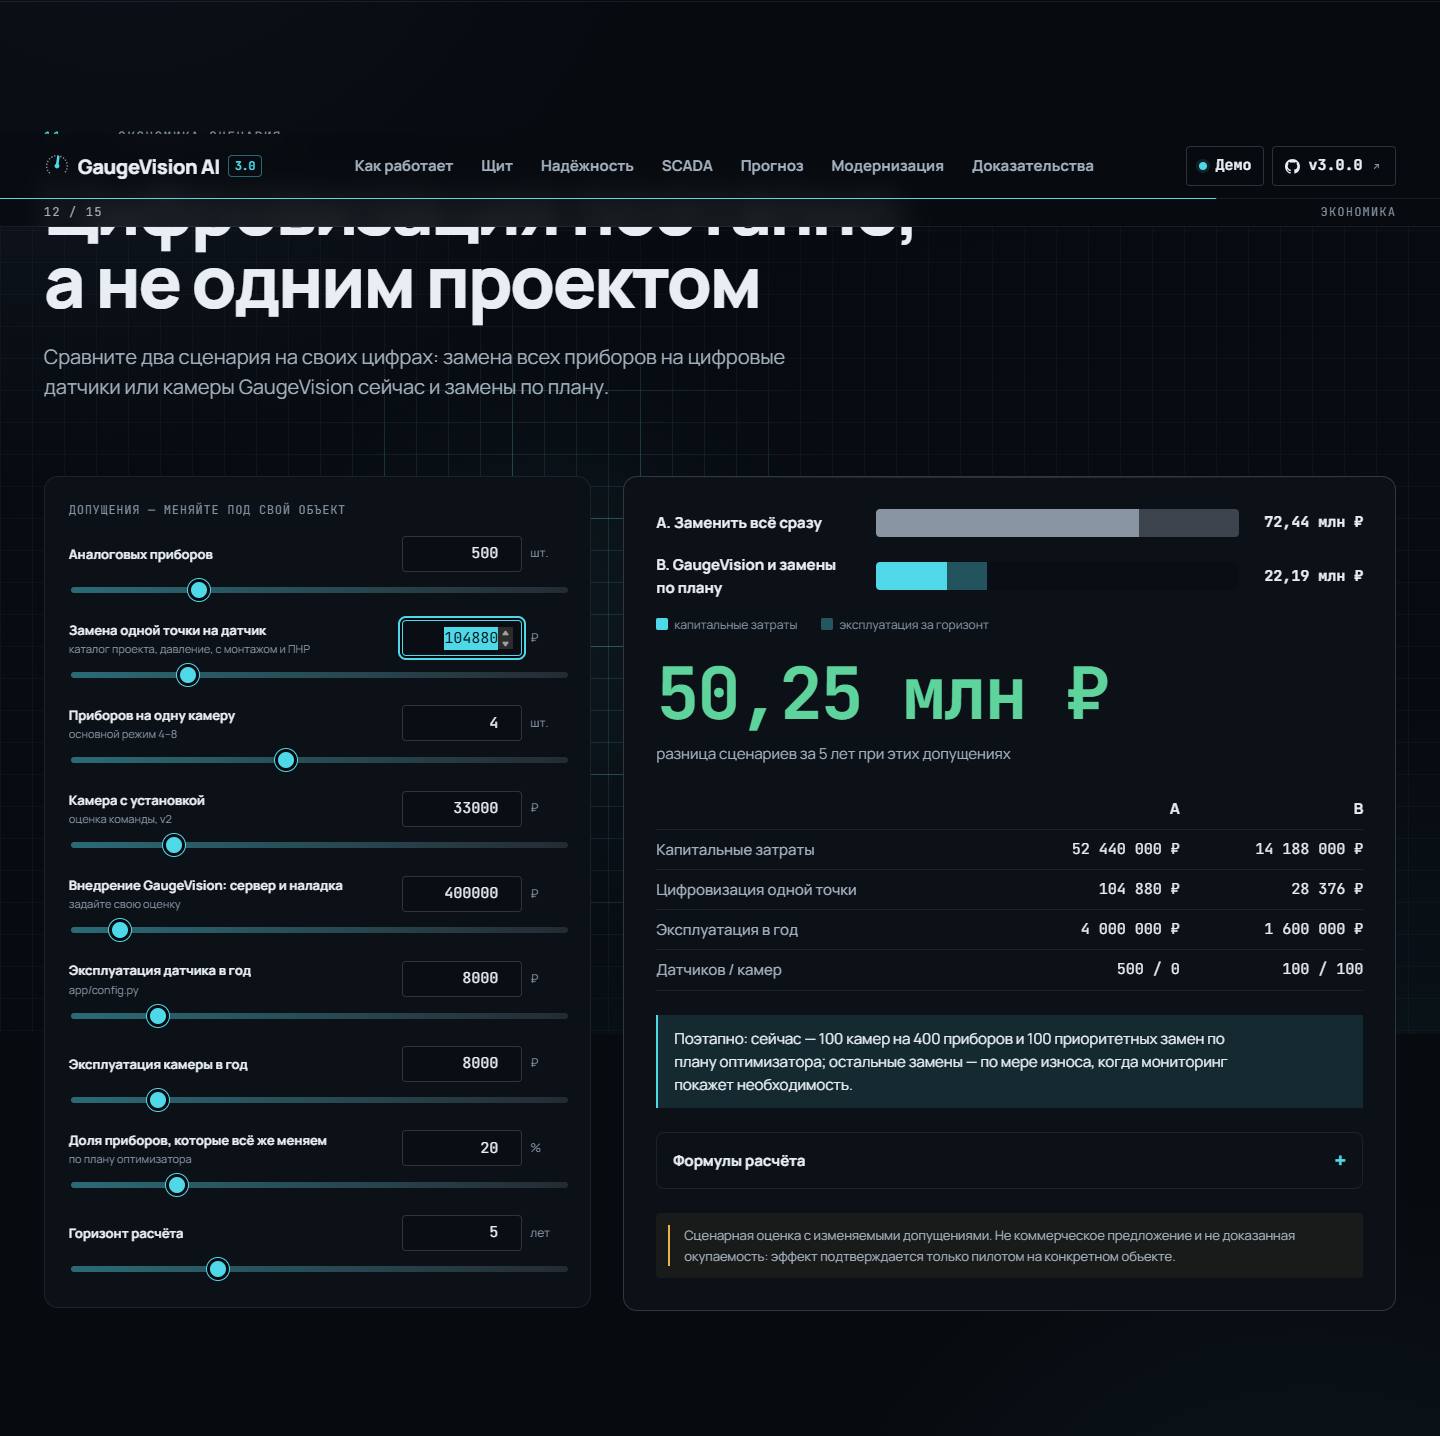 GaugeVision AI 3.0
Как работает Щит Надёжность SCADA Прогноз Модернизация Доказательства
Демо v3.0.0 ↗
12 / 15
ЭКОНОМИКА
а не одним проектом
Сравните два сценария на своих цифрах: замена всех приборов на цифровые
датчики или камеры GaugeVision сейчас и замены по плану.
ДОПУЩЕНИЯ — МЕНЯЙТЕ ПОД СВОЙ ОБЪЕКТ
Аналоговых приборов 500 шт.
Замена одной точки на датчик 104880 ₽
каталог проекта, давление, с монтажом и ПНР
Приборов на одну камеру 4 шт.
основной режим 4–8
Камера с установкой 33000 ₽
оценка команды, v2
Внедрение GaugeVision: сервер и наладка 400000 ₽
задайте свою оценку
Эксплуатация датчика в год 8000 ₽
app/config.py
Эксплуатация камеры в год 8000 ₽
Доля приборов, которые всё же меняем 20 %
по плану оптимизатора
Горизонт расчёта 5 лет
A. Заменить всё сразу 72,44 млн ₽
B. GaugeVision и замены
по плану 22,19 млн ₽
капитальные затраты эксплуатация за горизонт
50,25 млн ₽
разница сценариев за 5 лет при этих допущениях
A B
Капитальные затраты 52 440 000 ₽ 14 188 000 ₽
Цифровизация одной точки 104 880 ₽ 28 376 ₽
Эксплуатация в год 4 000 000 ₽ 1 600 000 ₽
Датчиков / камер 500 / 0 100 / 100
Поэтапно: сейчас — 100 камер на 400 приборов и 100 приоритетных замен по
плану оптимизатора; остальные замены — по мере износа, когда мониторинг
покажет необходимость.
Формулы расчёта +
Сценарная оценка с изменяемыми допущениями. Не коммерческое предложение и не доказанная
окупаемость: эффект подтверждается только пилотом на конкретном объекте.